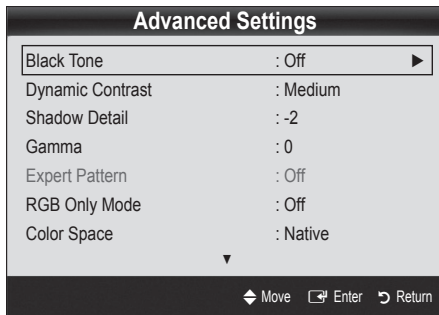 Advanced Settings
Black Tone : Off ▶
Dynamic Contrast : Medium
Shadow Detail : -2
Gamma : 0
Expert Pattern : Off
RGB Only Mode : Off
Color Space : Native
▼
Move Enter Return